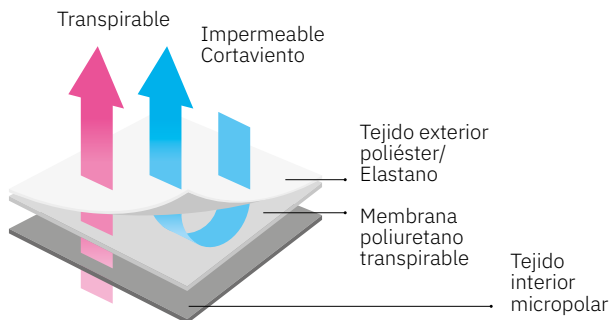 Transpirable
Impermeable
Cortaviento
Tejido exterior
poliéster/
Elastano
Membrana
poliuretano
transpirable
Tejido
interior
micropolar